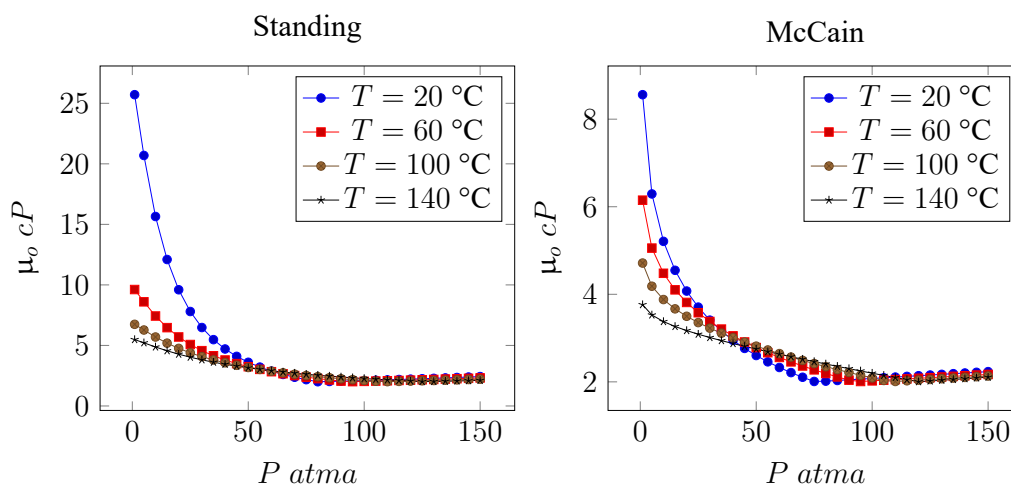 Standing
25
20
15
10
5
0
μo cP
T = 20 °C
T = 60 °C
T = 100 °C
T = 140 °C
0
50
100
150
P atma
McCain
8
6
4
2
μo cP
T = 20 °C
T = 60 °C
T = 100 °C
T = 140 °C
0
50
100
150
P atma